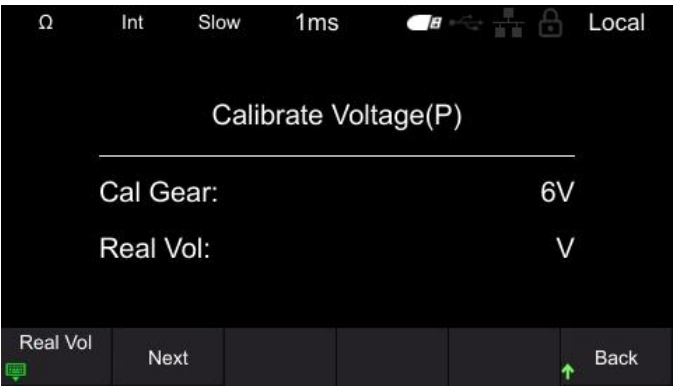 Ω Int Slow 1ms Local
Calibrate Voltage(P)
Cal Gear: 6V
Real Vol: V
Real Vol Next Back